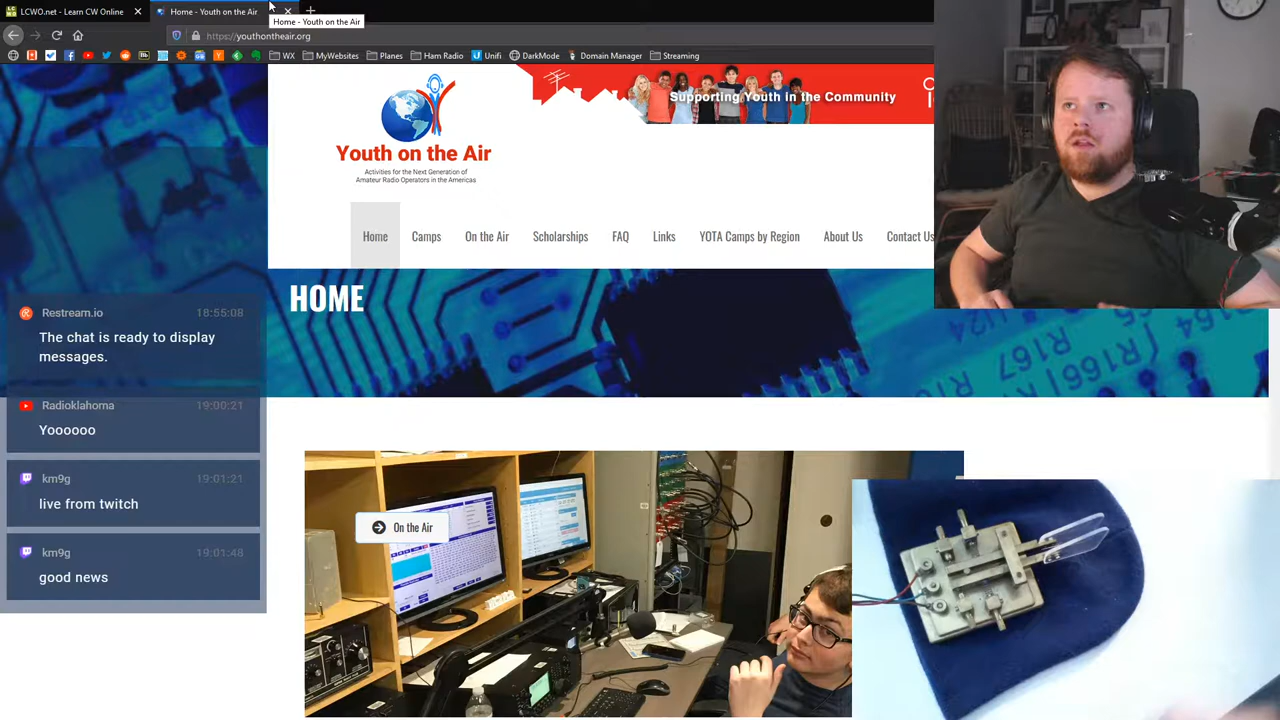 LCWO.net - Learn CW Online
Home - Youth on the Air
Home - Youth on the Air
https://youthontheair.org
WX
MyWebsites
Planes
Ham Radio
Unifi
DarkMode
Domain Manager
Streaming
Supporting Youth in the Community
Youth on the Air
Activities for the Next Generation of
Amateur Radio Operators in the Americas
Home
Camps
On the Air
Scholarships
FAQ
Links
YOTA Camps by Region
About Us
Contact Us
HOME
U24
R167
R166
R164
Restream.io 18:55:08
The chat is ready to display
messages.
Radioklahoma 19:00:21
Yoooooo
km9g 19:01:21
live from twitch
km9g 19:01:48
good news
On the Air